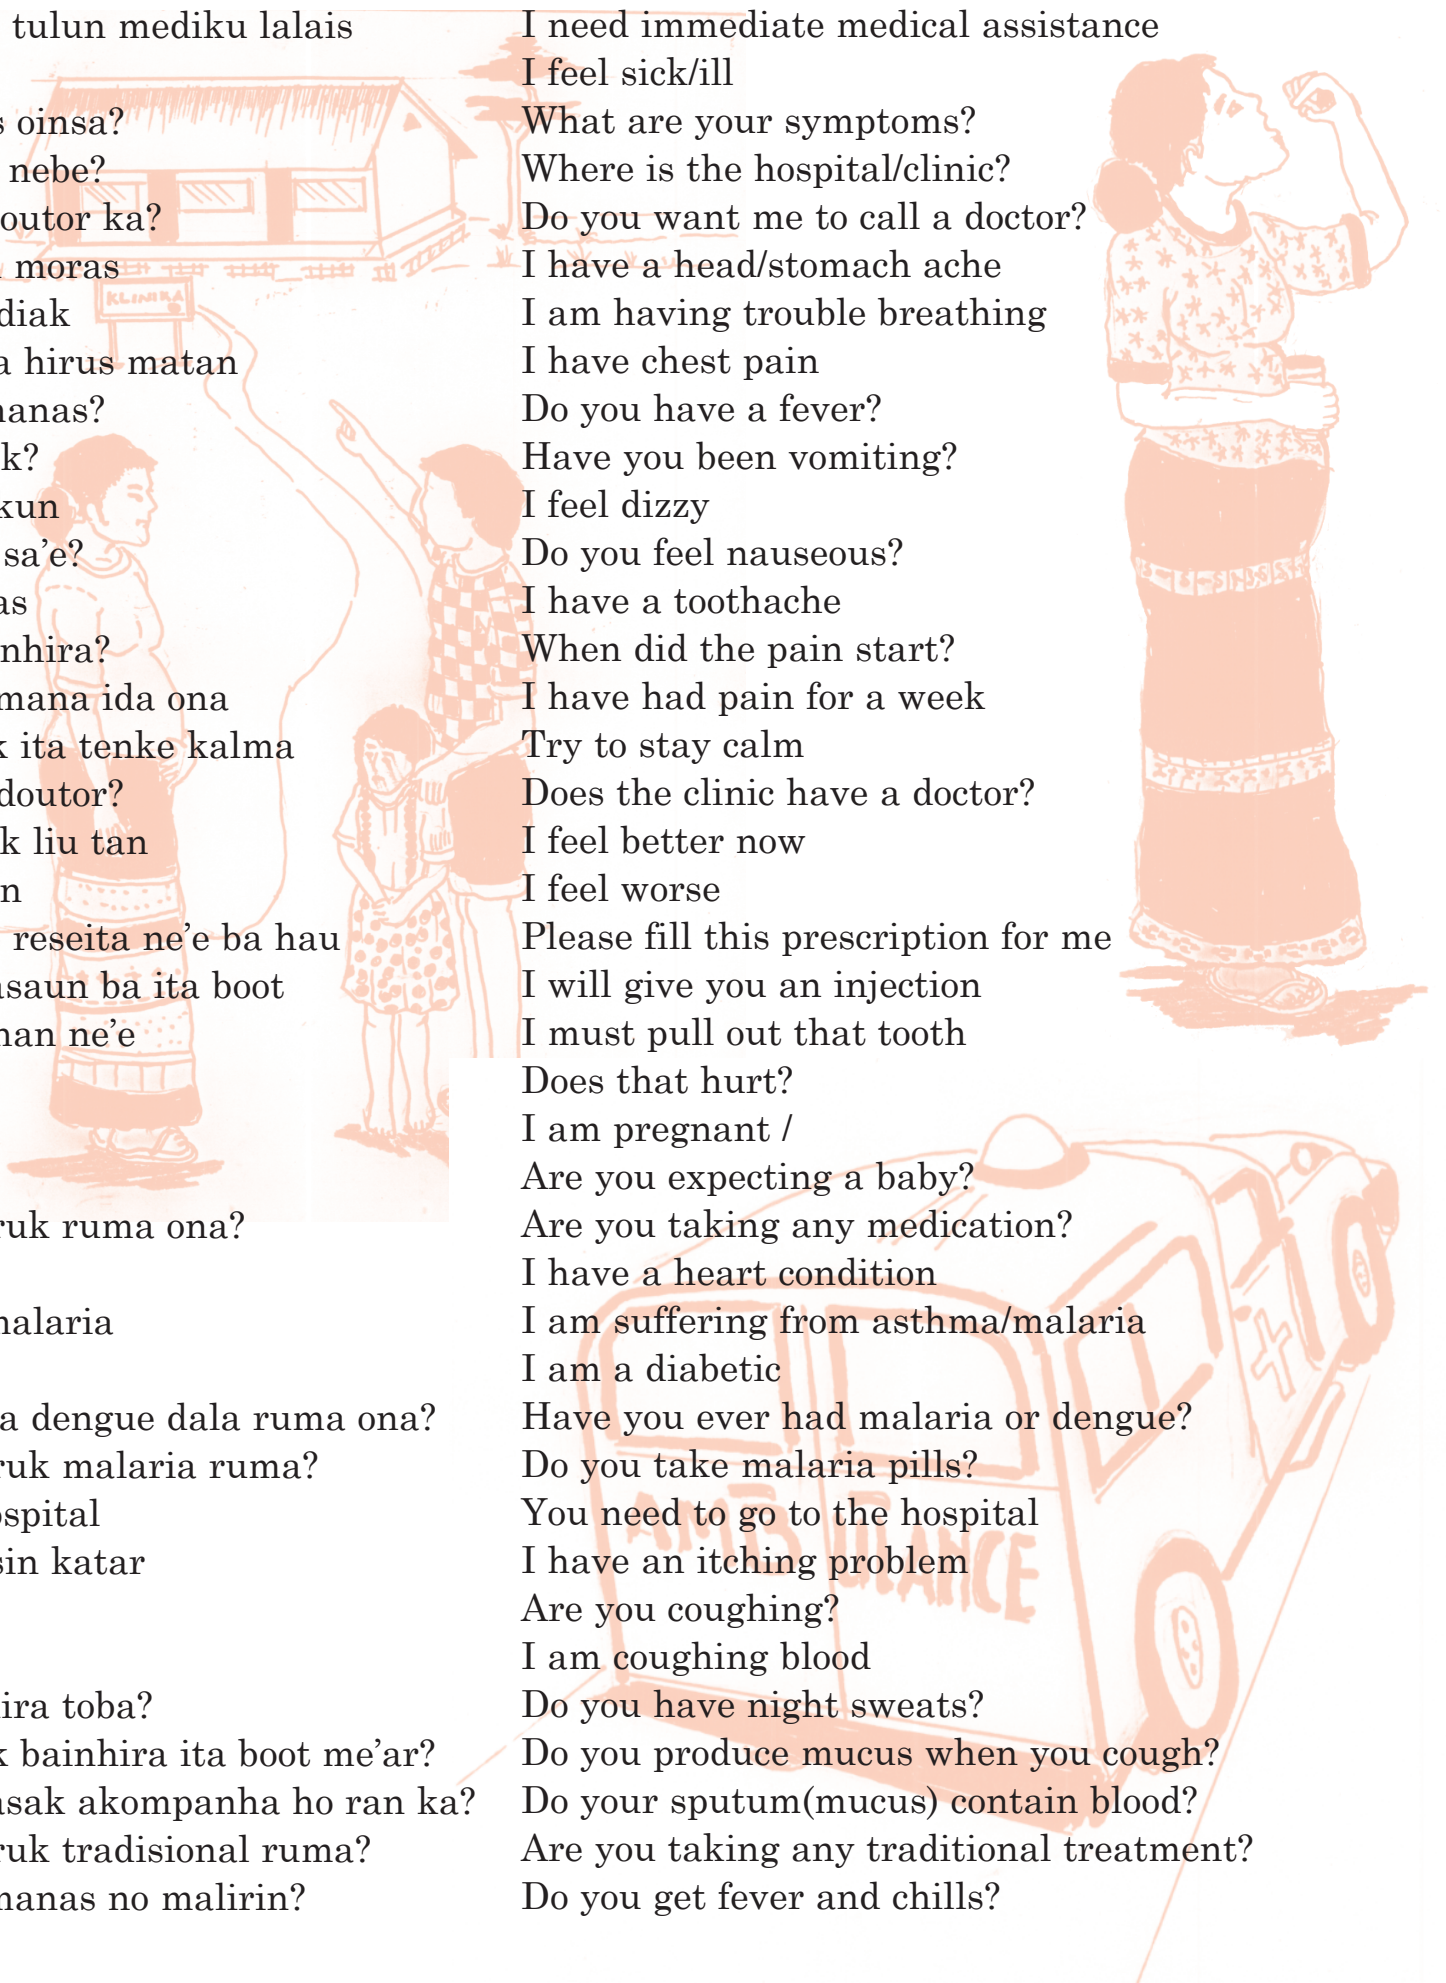 tulun mediku lalais I need immediate medical assistance
I feel sick/ill
s oinsa? What are your symptoms?
nebe? Where is the hospital/clinic?
outor ka? Do you want me to call a doctor?
moras I have a head/stomach ache
diak I am having trouble breathing
a hirus matan I have chest pain
manas? Do you have a fever?
k? Have you been vomiting?
kun I feel dizzy
sa’e? Do you feel nauseous?
as I have a toothache
nhira? When did the pain start?
mana ida ona I have had pain for a week
k ita tenke kalma Try to stay calm
doutor? Does the clinic have a doctor?
k liu tan I feel better now
n I feel worse
reseita ne’e ba hau Please fill this prescription for me
asaun ba ita boot I will give you an injection
nan ne’e I must pull out that tooth
Does that hurt?
I am pregnant /
Are you expecting a baby?
ruk ruma ona? Are you taking any medication?
I have a heart condition
malaria I am suffering from asthma/malaria
I am a diabetic
a dengue dala ruma ona? Have you ever had malaria or dengue?
ruk malaria ruma? Do you take malaria pills?
ospital You need to go to the hospital
sin katar I have an itching problem
Are you coughing?
I am coughing blood
ira toba? Do you have night sweats?
k bainhira ita boot me’ar? Do you produce mucus when you cough?
asak akompanha ho ran ka? Do your sputum(mucus) contain blood?
ruk tradisional ruma? Are you taking any traditional treatment?
manas no malirin? Do you get fever and chills?
KLINIKA
AMBULANCE